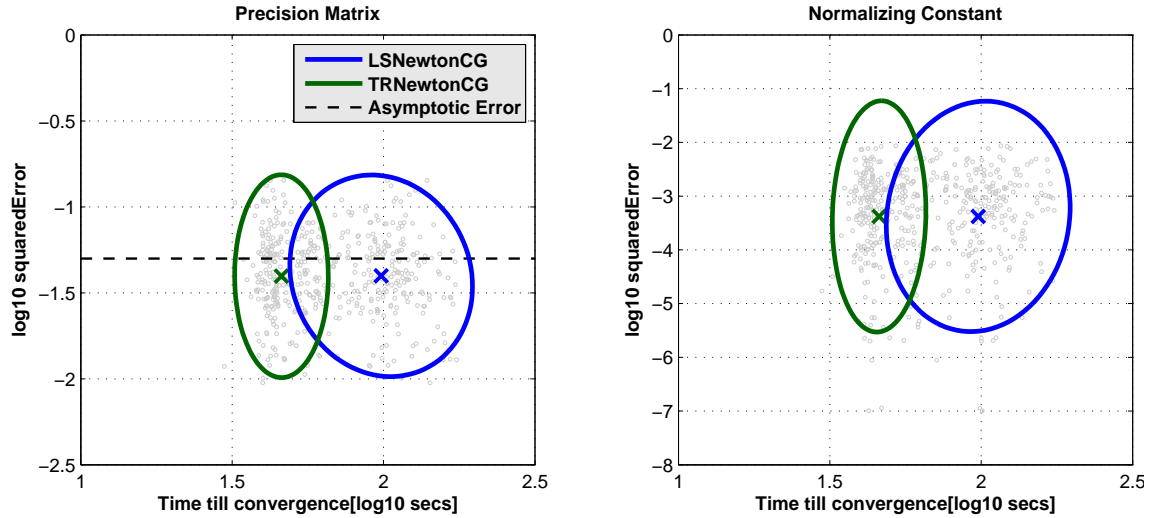 Precision Matrix
0
−0.5
−1
−1.5
−2
−2.5
1
1.5
2
2.5
log10 squaredError
Time till convergence[log10 secs]
LSNewtonCG
TRNewtonCG
Asymptotic Error
Normalizing Constant
0
−1
−2
−3
−4
−5
−6
−7
−8
1
1.5
2
2.5
log10 squaredError
Time till convergence[log10 secs]